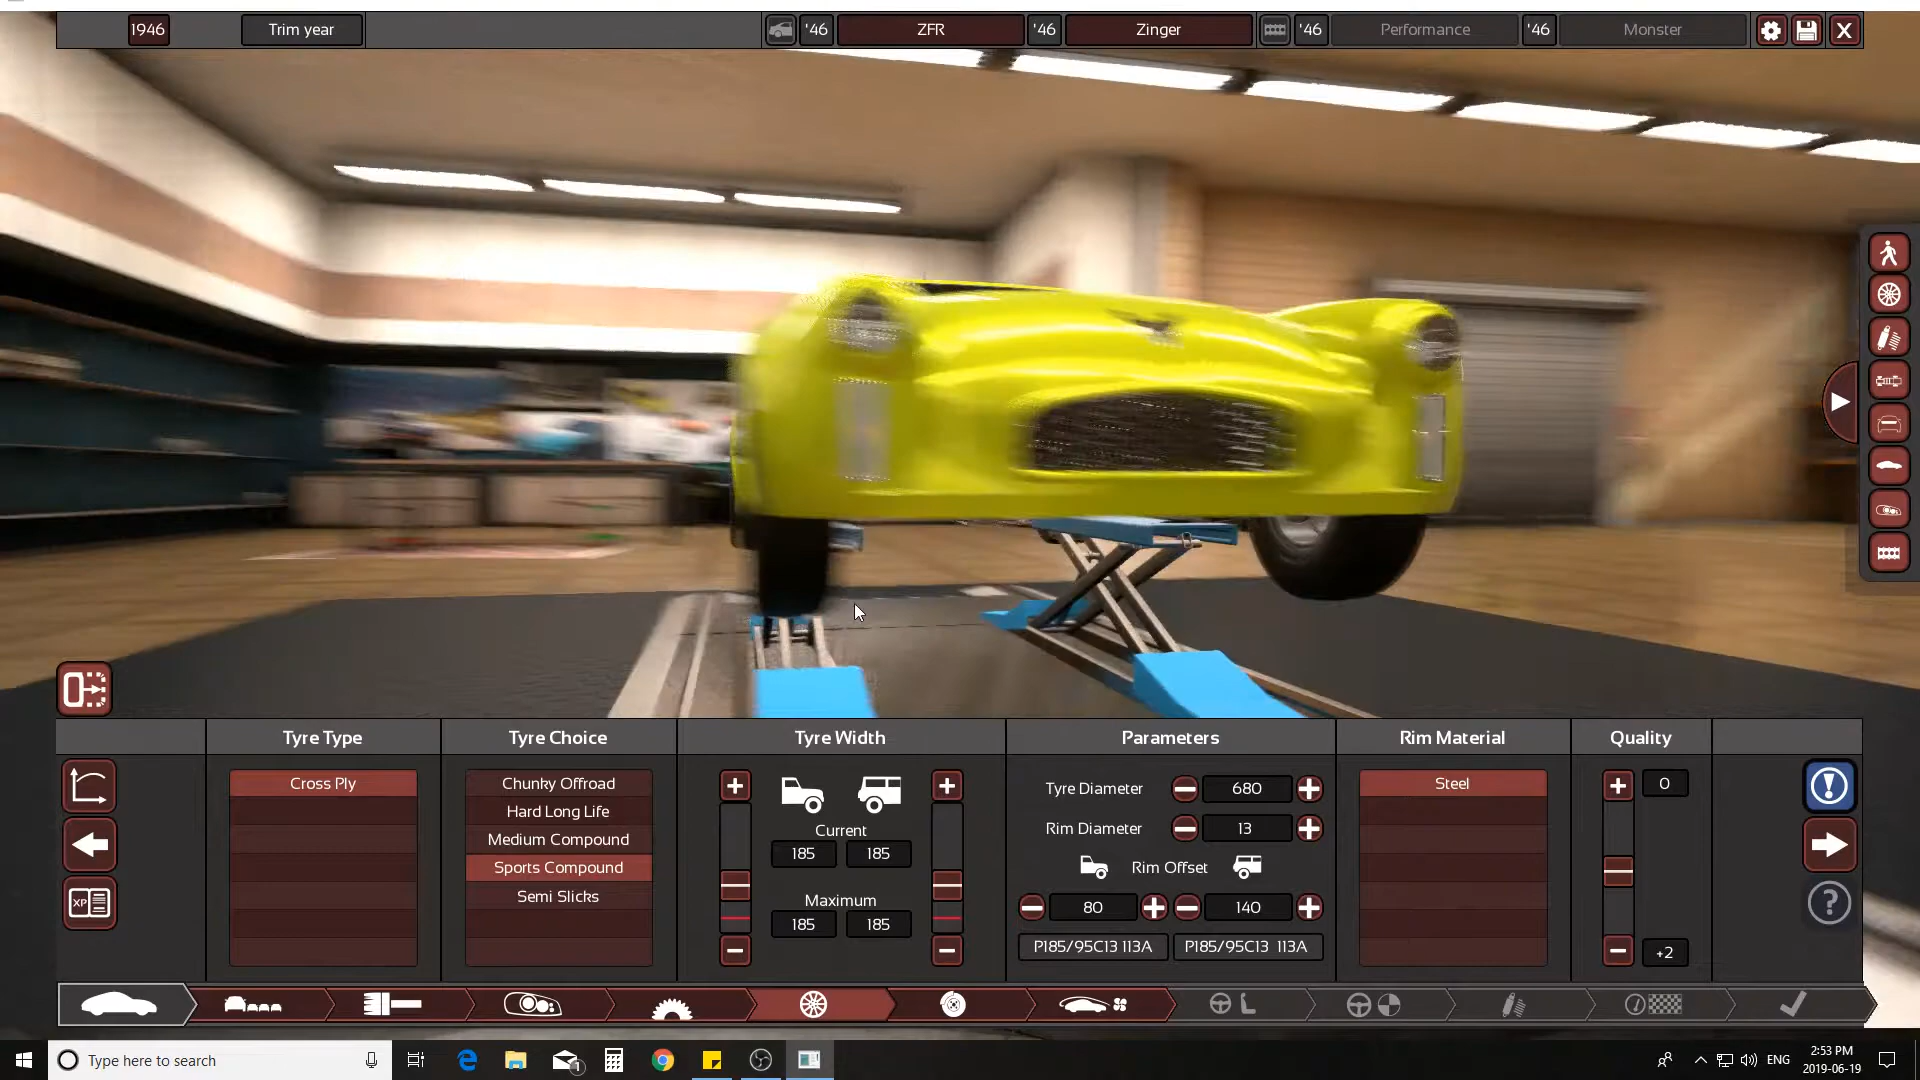 1946 Trim year '46 ZFR '46 Zinger '46 Performance '46 Monster X
Tyre Type Tyre Choice Tyre Width Parameters Rim Material Quality
Cross Ply
Chunky Offroad
Hard Long Life
Medium Compound
Sports Compound
Semi Slicks
Current
185 185
Maximum
185 185
Tyre Diameter 680
Rim Diameter 13
Rim Offset
80 140
P185/95C13 113A P185/95C13 113A
Steel
0
+2
XP
?
Type here to search
1
ENG
2:53 PM
2019-06-19